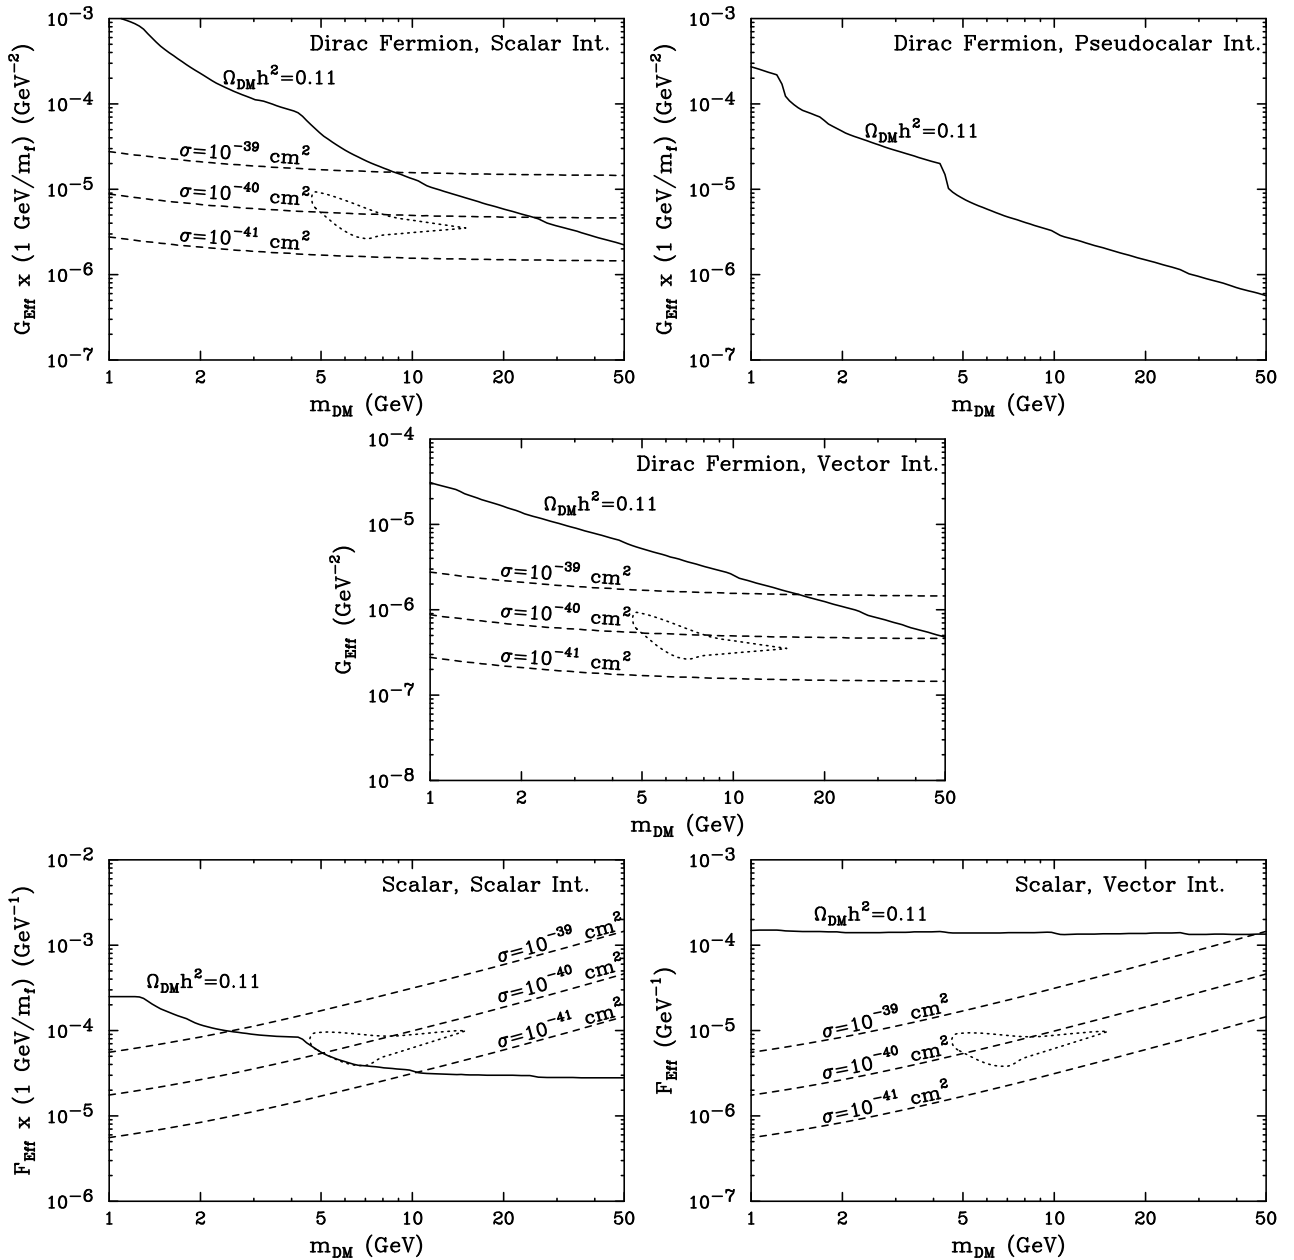 Dirac Fermion, Scalar Int.
Ω_DM h²=0.11
σ=10⁻³⁹ cm²
σ=10⁻⁴⁰ cm²
σ=10⁻⁴¹ cm²
10⁻³
10⁻⁴
10⁻⁵
10⁻⁶
10⁻⁷
G_Eff x (1 GeV/m_f) (GeV⁻²)
1 2 5 10 20 50
m_DM (GeV)
Dirac Fermion, Pseudocalar Int.
Ω_DM h²=0.11
10⁻³
10⁻⁴
10⁻⁵
10⁻⁶
10⁻⁷
G_Eff x (1 GeV/m_f) (GeV⁻²)
1 2 5 10 20 50
m_DM (GeV)
Dirac Fermion, Vector Int.
Ω_DM h²=0.11
σ=10⁻³⁹ cm²
σ=10⁻⁴⁰ cm²
σ=10⁻⁴¹ cm²
10⁻⁴
10⁻⁵
10⁻⁶
10⁻⁷
10⁻⁸
G_Eff (GeV⁻²)
1 2 5 10 20 50
m_DM (GeV)
Scalar, Scalar Int.
σ=10⁻³⁹ cm²
σ=10⁻⁴⁰ cm²
σ=10⁻⁴¹ cm²
Ω_DM h²=0.11
10⁻²
10⁻³
10⁻⁴
10⁻⁵
10⁻⁶
F_Eff x (1 GeV/m_f) (GeV⁻¹)
1 2 5 10 20 50
m_DM (GeV)
Scalar, Vector Int.
Ω_DM h²=0.11
σ=10⁻³⁹ cm²
σ=10⁻⁴⁰ cm²
σ=10⁻⁴¹ cm²
10⁻³
10⁻⁴
10⁻⁵
10⁻⁶
10⁻⁷
F_Eff (GeV⁻¹)
1 2 5 10 20 50
m_DM (GeV)